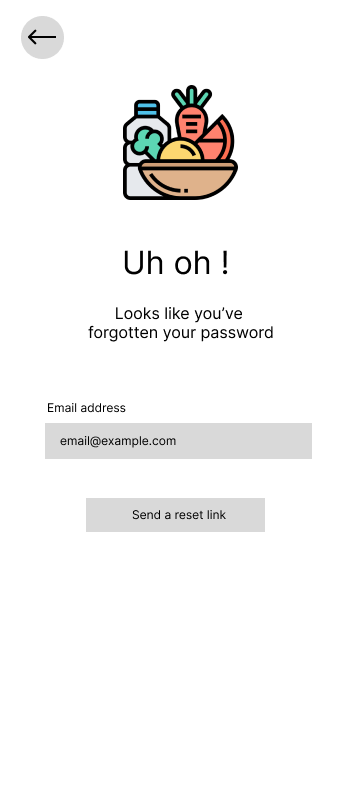 Uh oh !
Looks like you’ve
forgotten your password
Email address
email@example.com
Send a reset link